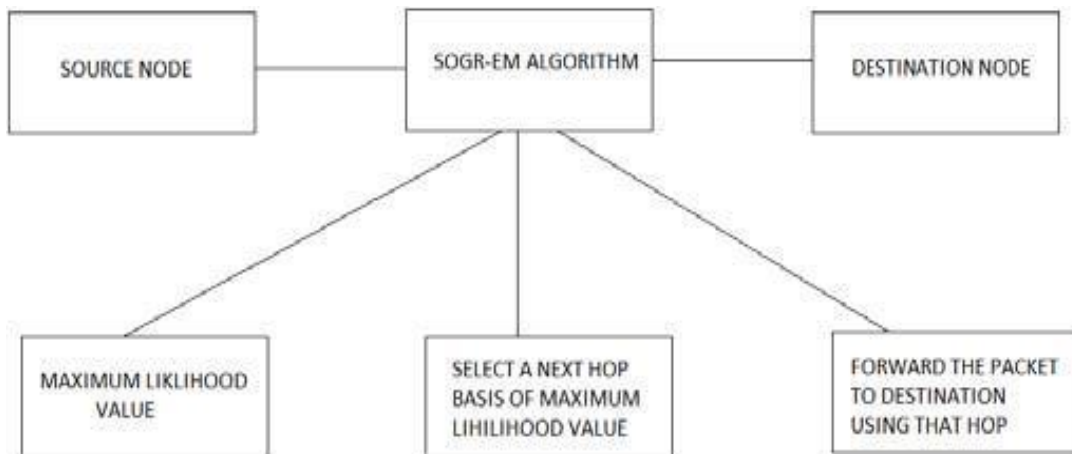 SOURCE NODE
SOGR-EM ALGORITHM
DESTINATION NODE
MAXIMUM LIKLIHOOD
VALUE
SELECT A NEXT HOP
BASIS OF MAXIMUM
LIHILIHOOD VALUE
FORWARD THE PACKET
TO DESTINATION
USING THAT HOP